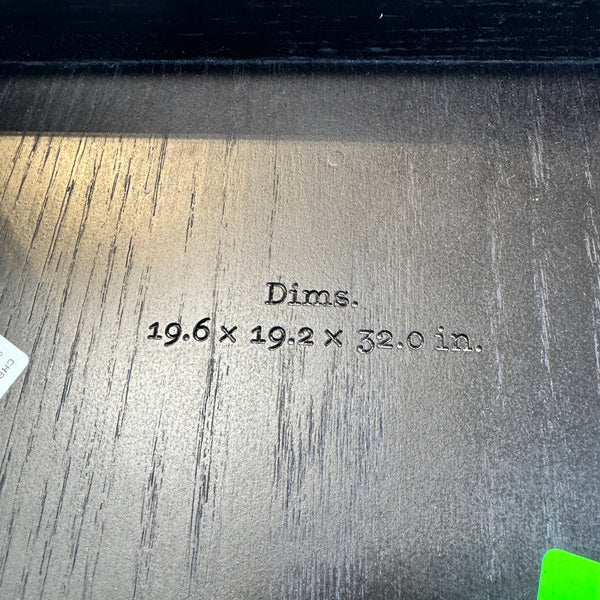 Dims.
19.6 x 19.2 x 32.0 in.